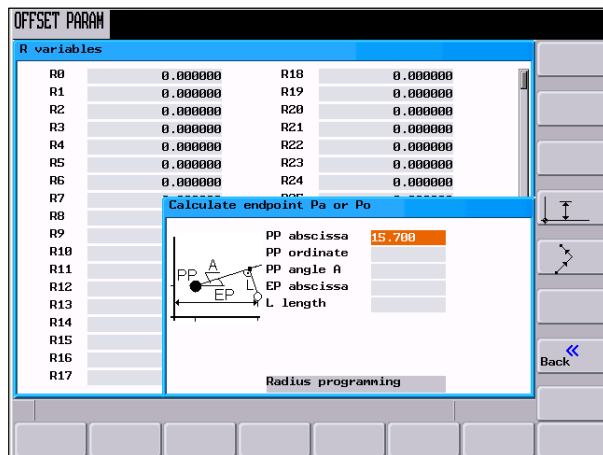 OFFSET PARAM
R variables
R0 0.000000 R18 0.000000
R1 0.000000 R19 0.000000
R2 0.000000 R20 0.000000
R3 0.000000 R21 0.000000
R4 0.000000 R22 0.000000
R5 0.000000 R23 0.000000
R6 0.000000 R24 0.000000
R7
R8
R9
R10
R11
R12
R13
R14
R15
R16
R17
Calculate endpoint Pa or Po
PP abscissa 15.700
PP ordinate
PP angle A
EP abscissa
L length
A
PP
L
EP
Radius programming
Back